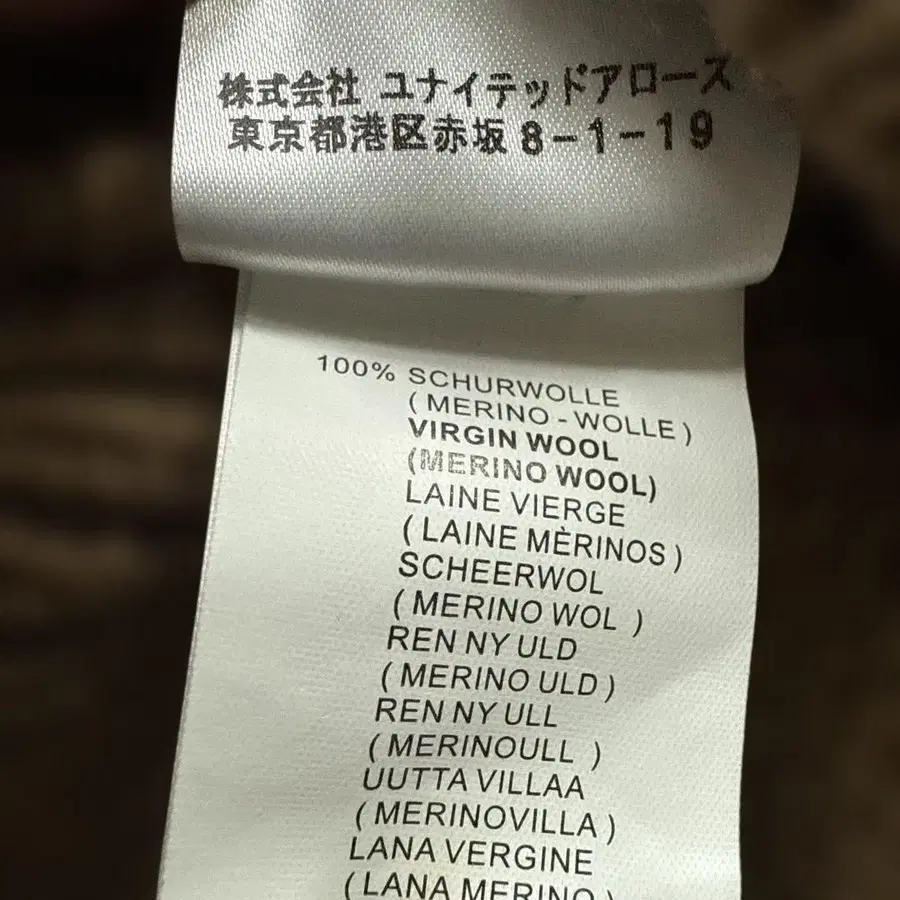 株式会社 ユナイテッドアローズ
東京都港区赤坂8-1-19
100% SCHURWOLLE
(MERINO-WOLLE)
VIRGIN WOOL
(MERINO WOOL)
LAINE VIERGE
(LAINE MÈRINOS)
SCHEERWOL
(MERINO WOL )
REN NY ULD
(MERINO ULD)
REN NY ULL
(MERINOULL )
UUTTA VILLAA
(MERINOVILLA)
LANA VERGINE
(LANA MERINO)